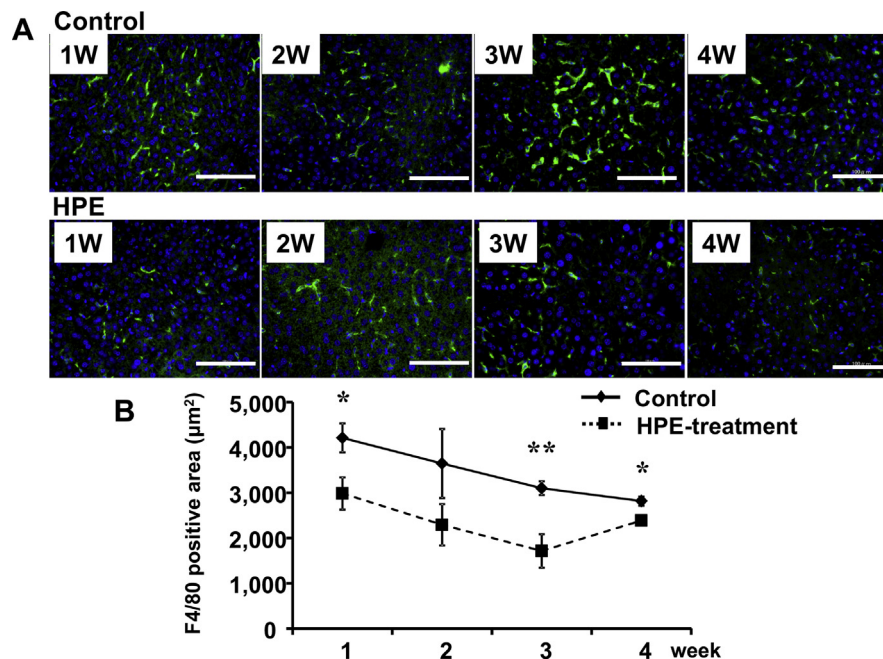 A
Control
1W
2W
3W
4W
HPE
1W
2W
3W
4W
B
5,000
4,000
3,000
2,000
1,000
0
F4/80 positive area (µm²)
*
**
*
Control
HPE-treatment
1
2
3
4
week